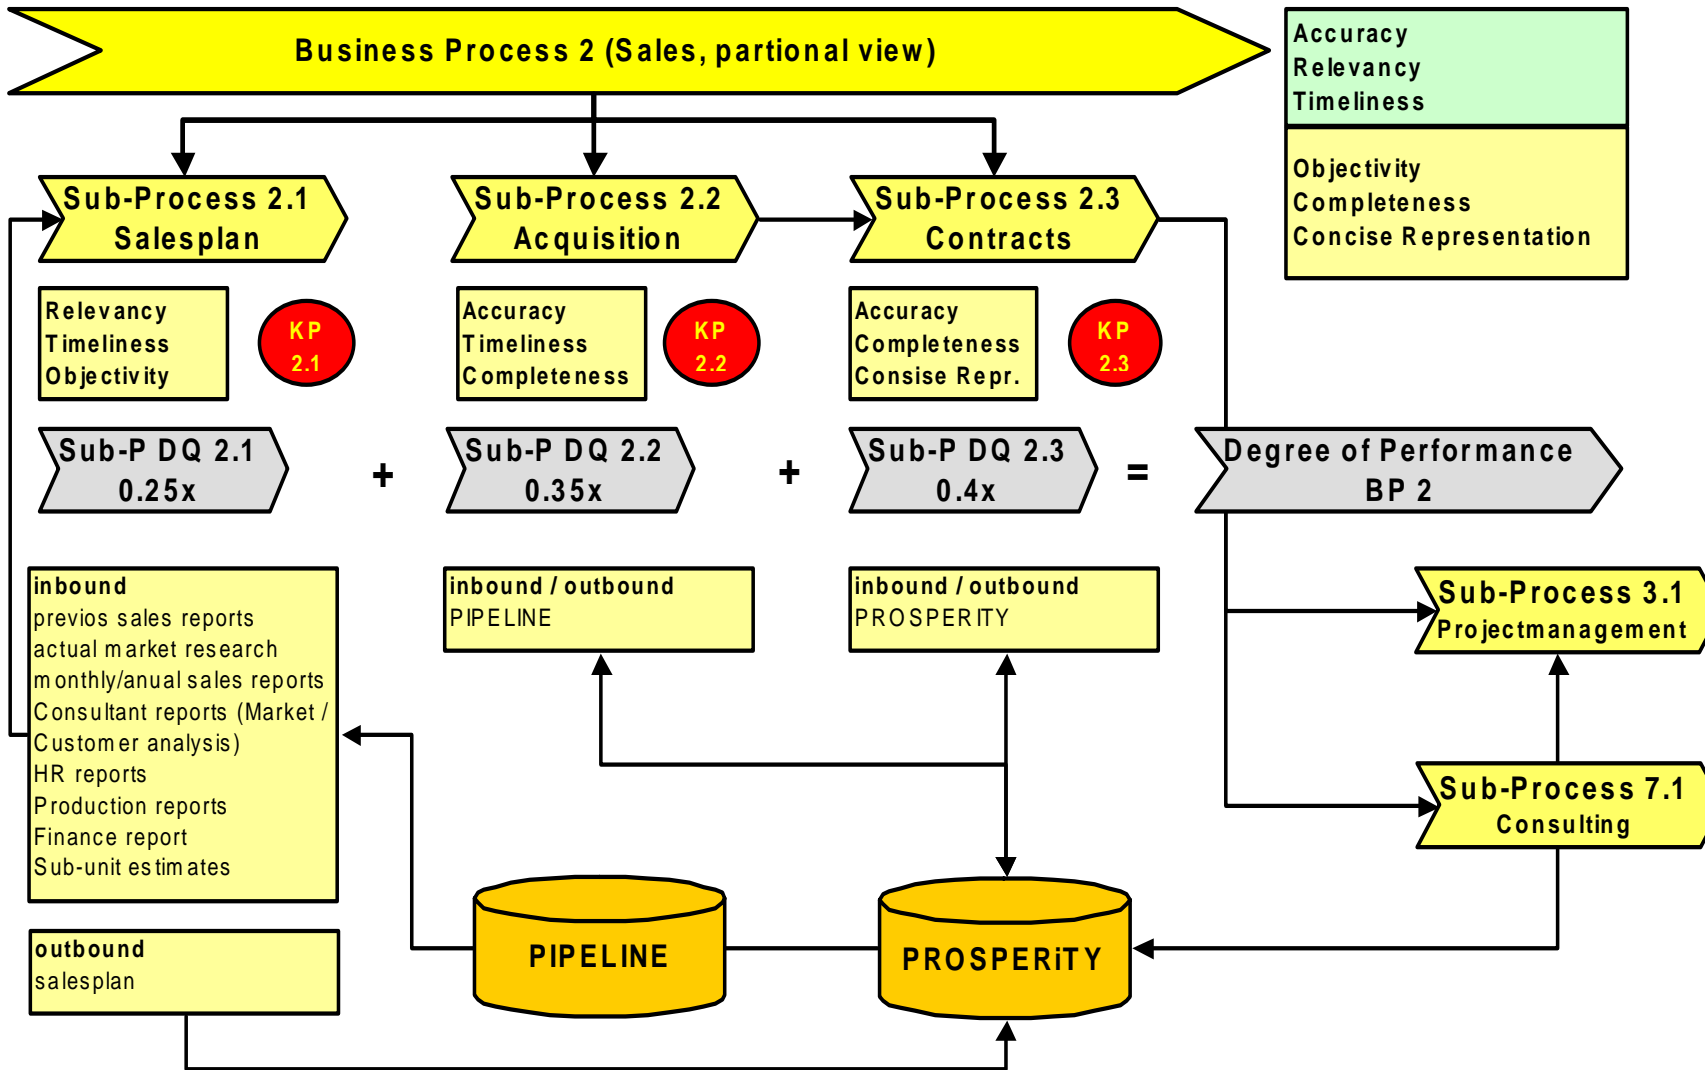 Business Process 2 (Sales, partional view)
Accuracy
Relevancy
Timeliness
Objectivity
Completeness
Concise Representation
Sub-Process 2.1
Salesplan
Sub-Process 2.2
Acquisition
Sub-Process 2.3
Contracts
Relevancy
Timeliness
Objectivity
KP
2.1
Accuracy
Timeliness
Completeness
KP
2.2
Accuracy
Completeness
Consise Repr.
KP
2.3
Sub-P DQ 2.1
0.25x
+
Sub-P DQ 2.2
0.35x
+
Sub-P DQ 2.3
0.4x
=
Degree of Performance
BP 2
inbound
previos sales reports
actual market research
monthly/anual sales reports
Consultant reports (Market /
Customer analysis)
HR reports
Production reports
Finance report
Sub-unit estimates
inbound / outbound
PIPELINE
inbound / outbound
PROSPERITY
Sub-Process 3.1
Projectmanagement
Sub-Process 7.1
Consulting
outbound
salesplan
PIPELINE
PROSPERiTY